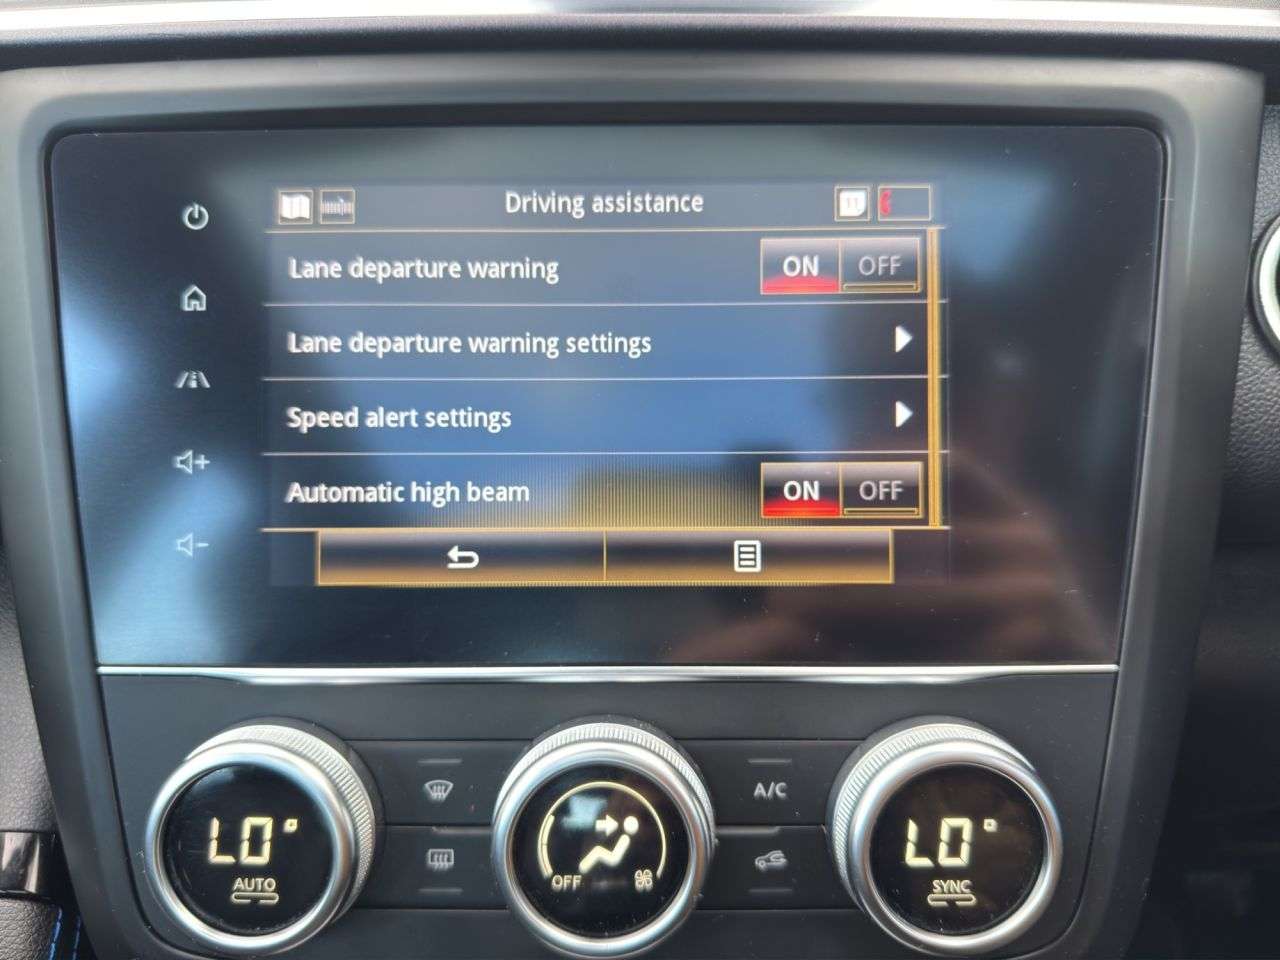 Driving assistance
Lane departure warning ON OFF
Lane departure warning settings
Speed alert settings
Automatic high beam ON OFF
A/C
LO° LO°
AUTO OFF SYNC